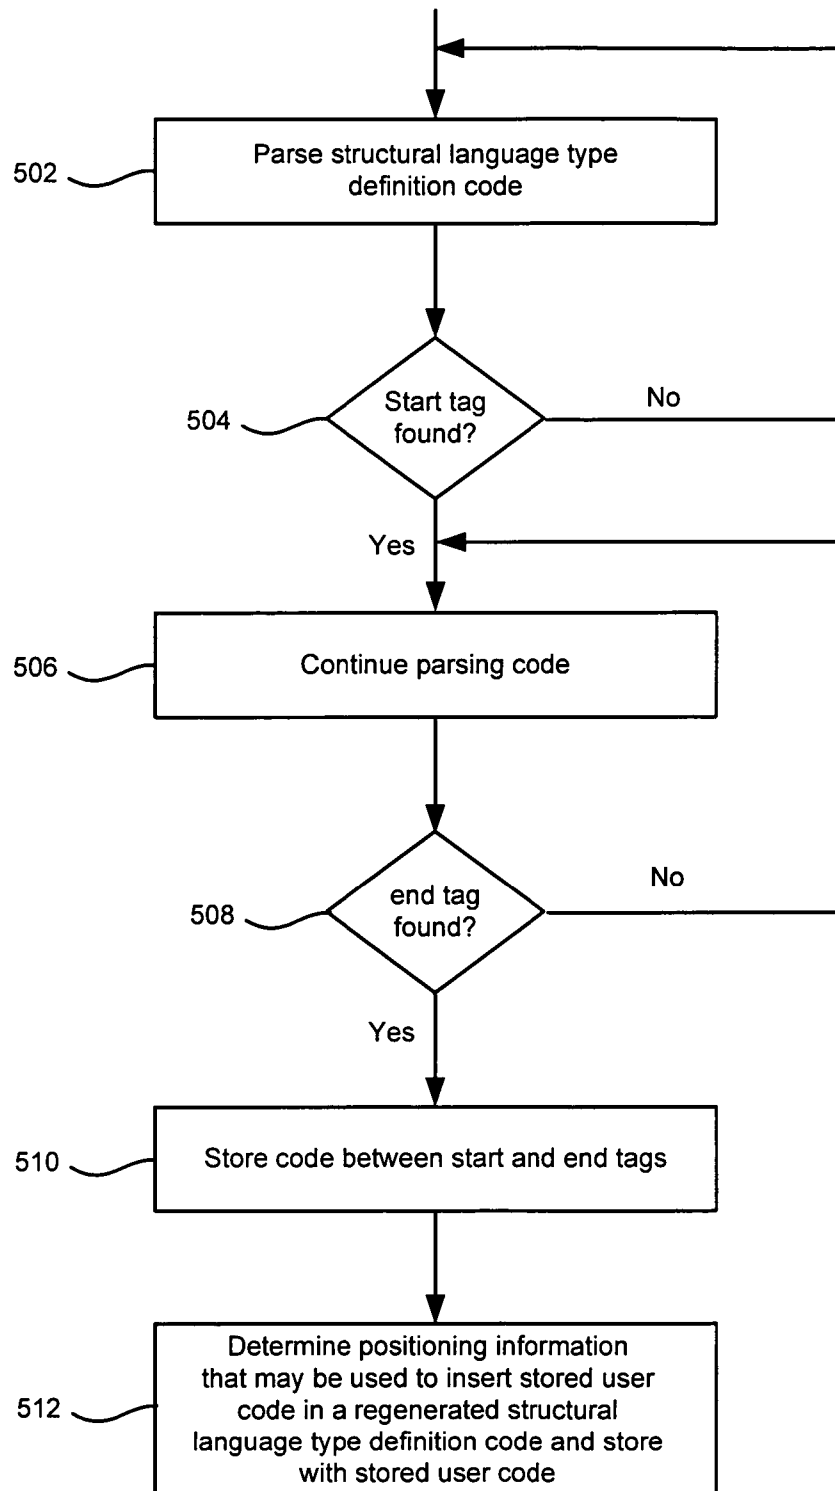 Parse structural language type
definition code
502
Start tag
found?
504
No
Yes
Continue parsing code
506
end tag
found?
508
No
Yes
Store code between start and end tags
510
Determine positioning information
that may be used to insert stored user
code in a regenerated structural
language type definition code and store
with stored user code
512